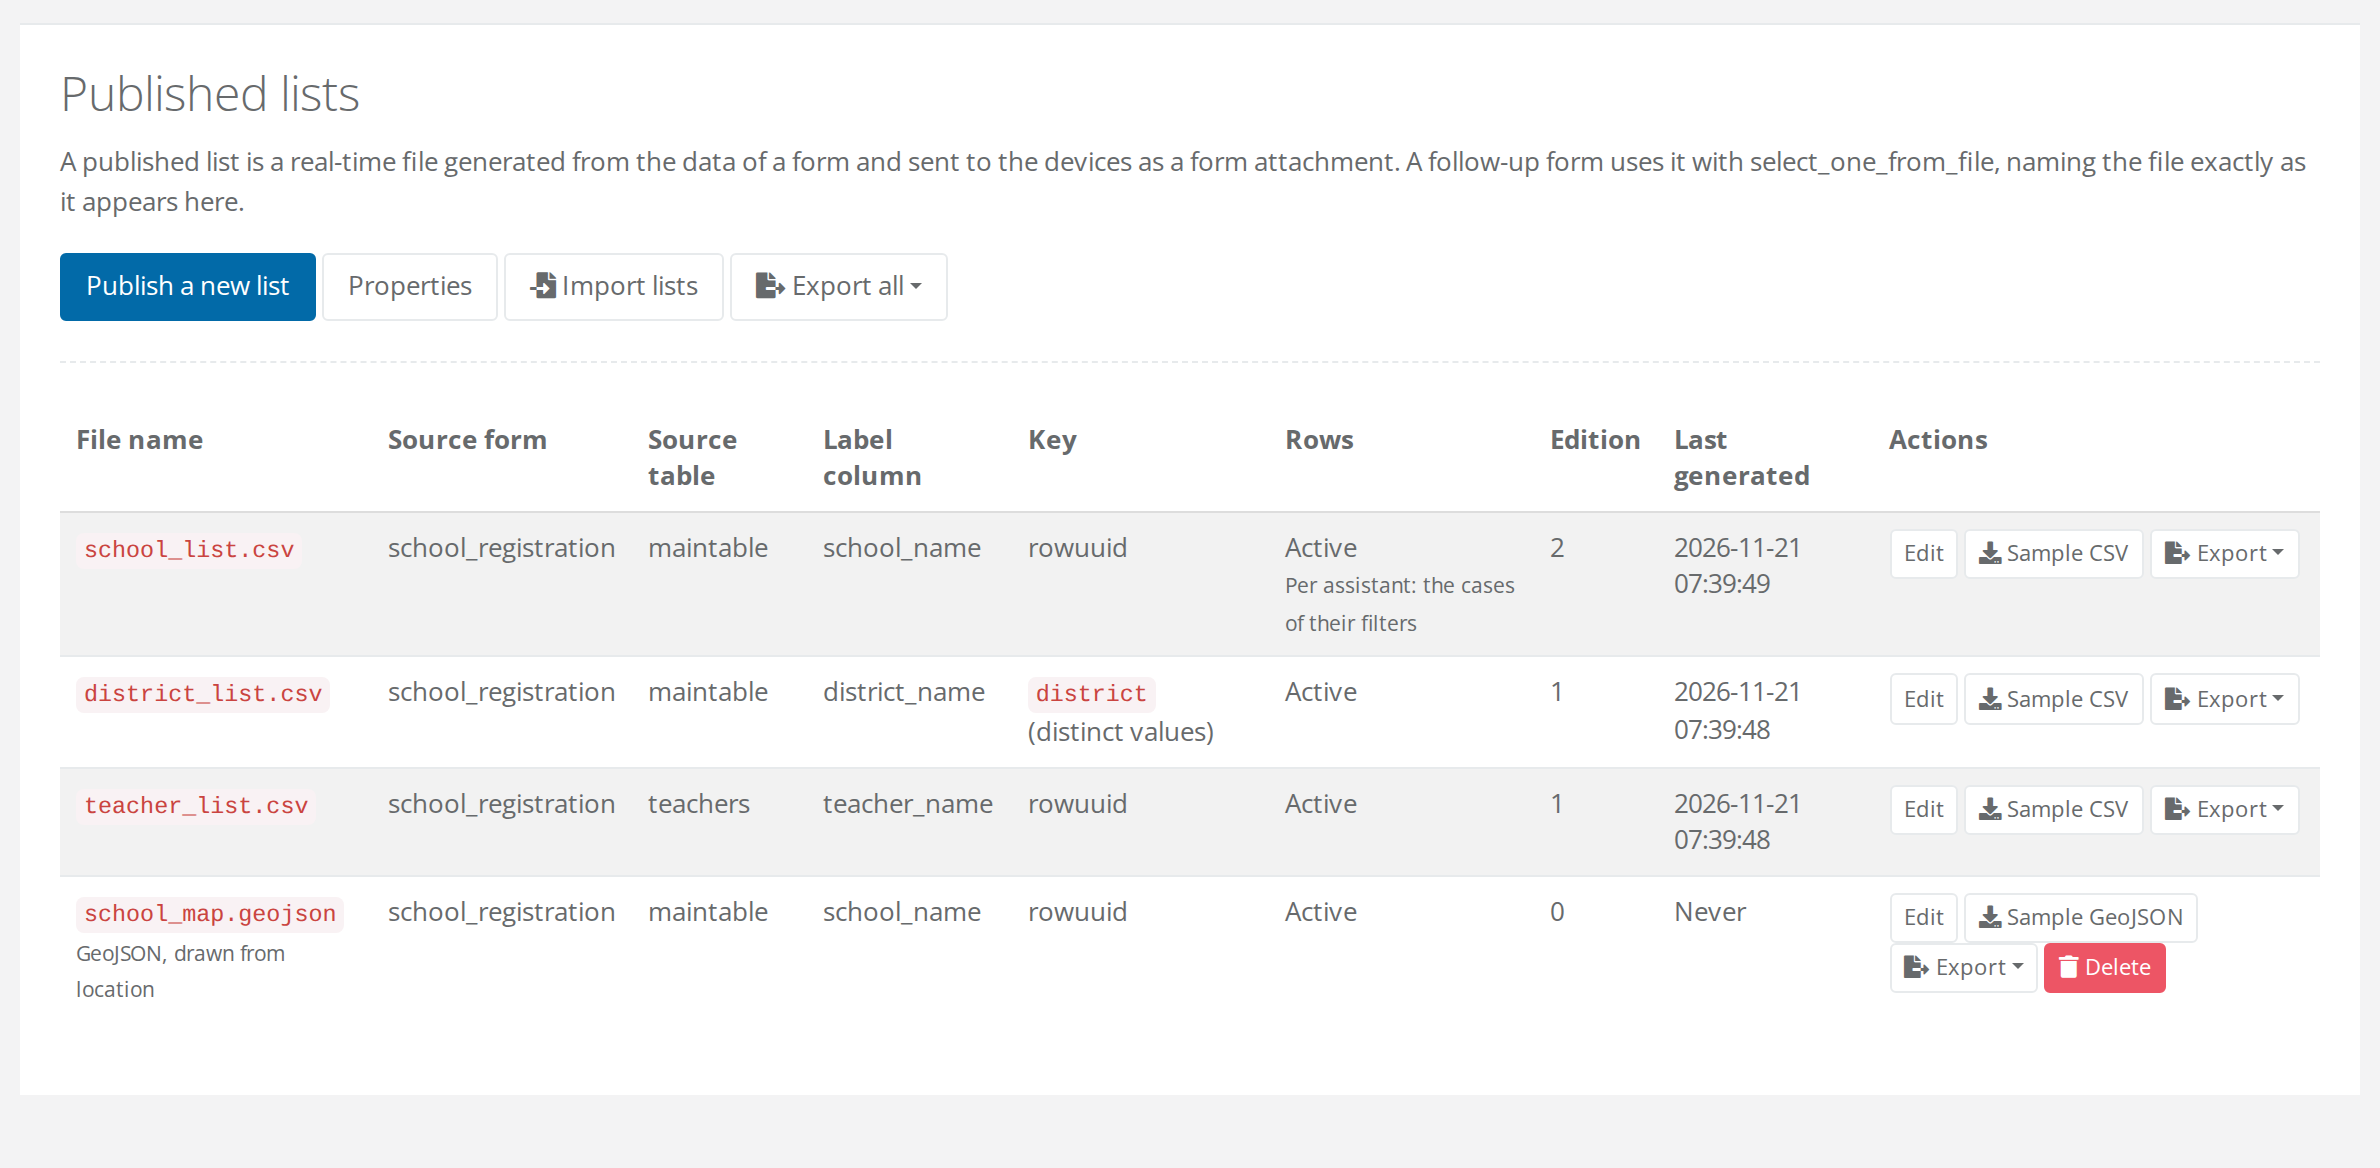 Published lists
A published list is a real-time file generated from the data of a form and sent to the devices as a form attachment. A follow-up form uses it with select_one_from_file, naming the file exactly as
it appears here.
Publish a new list Properties Import lists Export all
File name Source form Source table Label column Key Rows Edition Last generated Actions
school_list.csv school_registration maintable school_name rowuuid Active 2 2026-11-21 Edit Sample CSV Export
Per assistant: the cases 07:39:49
of their filters
district_list.csv school_registration maintable district_name district Active 1 2026-11-21 Edit Sample CSV Export
(distinct values) 07:39:48
teacher_list.csv school_registration teachers teacher_name rowuuid Active 1 2026-11-21 Edit Sample CSV Export
07:39:48
school_map.geojson school_registration maintable school_name rowuuid Active 0 Never Edit Sample GeoJSON
GeoJSON, drawn from Export Delete
location